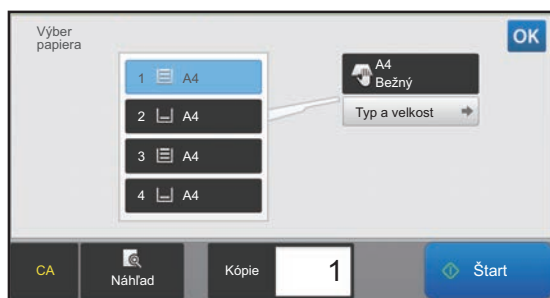 Výber
papiera
OK
1 A4
2 A4
3 A4
4 A4
A4
Bežný
Typ a velkost
CA
Náhľad
Kópie
1
Štart